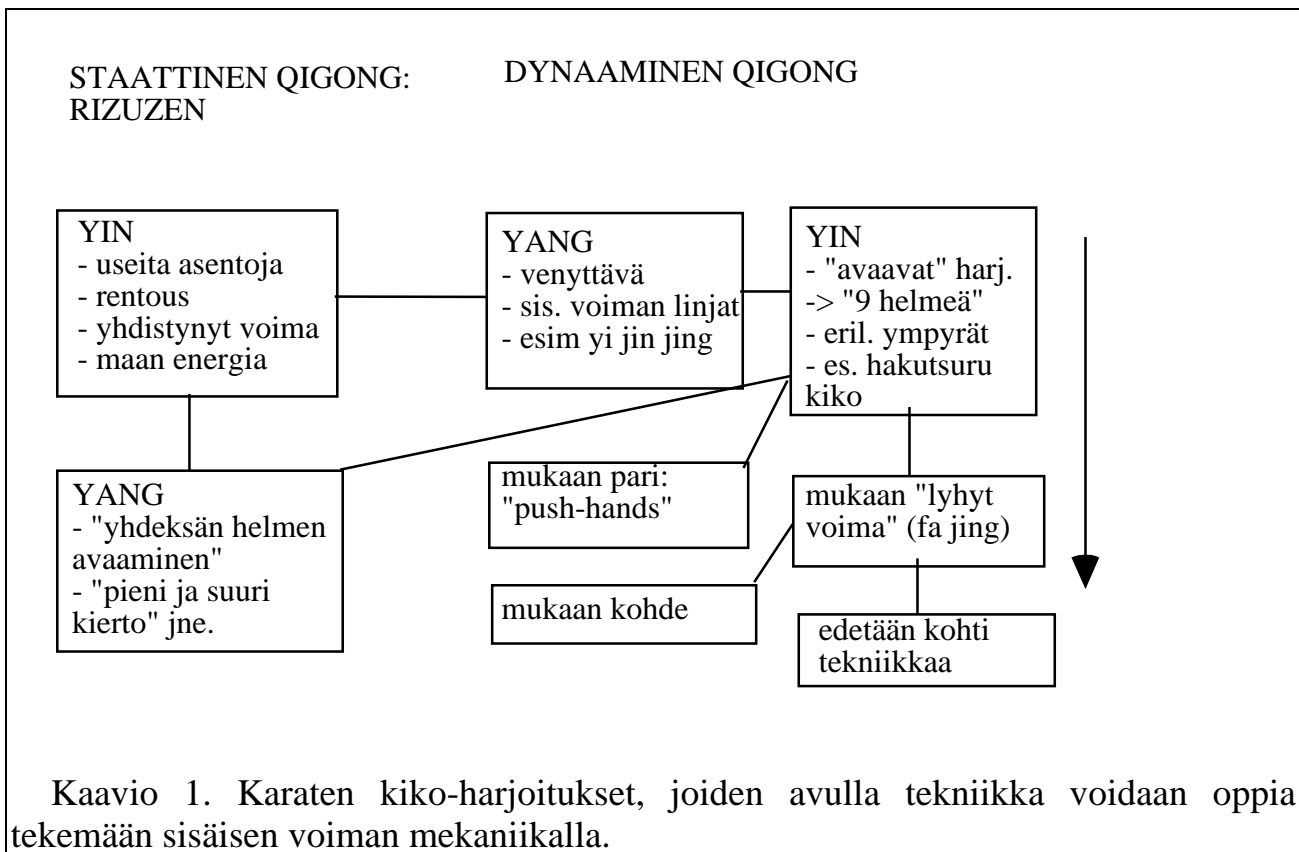 STAATTINEN QIGONG:
RIZUZEN
DYNAAMINEN QIGONG
YIN
- useita asentoja
- rentous
- yhdistynyt voima
- maan energia
YANG
- venyttävä
- sis. voiman linjat
- esim yi jin jing
YIN
- "avaavat" harj.
-> "9 helmeä"
- eril. ympyrät
- es. hakutsuru
kiko
YANG
- "yhdeksän helmen
avaaminen"
- "pieni ja suuri
kierto" jne.
mukaan pari:
"push-hands"
mukaan "lyhyt
voima" (fa jing)
mukaan kohde
edetään kohti
tekniikkaa
Kaavio 1. Karaten kiko-harjoitukset, joiden avulla tekniikka voidaan oppia
tekemään sisäisen voiman mekaniikalla.